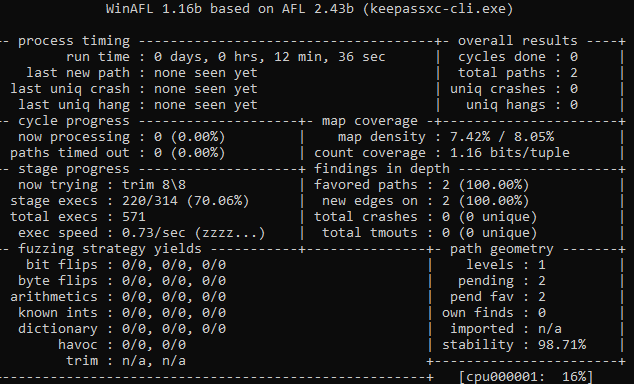 WinAFL 1.16b based on AFL 2.43b (keepassxc-cli.exe)
-- process timing -------------------------------------+- overall results ----+
run time : 0 days, 0 hrs, 12 min, 36 sec | cycles done : 0 |
last new path : none seen yet | total paths : 2 |
last uniq crash : none seen yet | uniq crashes : 0 |
last uniq hang : none seen yet | uniq hangs : 0 |
-- cycle progress --------------------+- map coverage -+----------------------+
now processing : 0 (0.00%) | map density : 7.42% / 8.05% |
paths timed out : 0 (0.00%) | count coverage : 1.16 bits/tuple |
-- stage progress --------------------+ findings in depth --------------------+
now trying : trim 8\8 | favored paths : 2 (100.00%) |
stage execs : 220/314 (70.06%) | new edges on : 2 (100.00%) |
total execs : 571 | total crashes : 0 (0 unique) |
exec speed : 0.73/sec (zzzz...) | total tmouts : 0 (0 unique) |
-- fuzzing strategy yields -----------+---------------+- path geometry -------+
bit flips : 0/0, 0/0, 0/0 | levels : 1 |
byte flips : 0/0, 0/0, 0/0 | pending : 2 |
arithmetics : 0/0, 0/0, 0/0 | pend fav : 2 |
known ints : 0/0, 0/0, 0/0 | own finds : 0 |
dictionary : 0/0, 0/0, 0/0 | imported : n/a |
havoc : 0/0, 0/0 | stability : 98.71% |
trim : n/a, n/a +-----------------------+
------------------------------------------------------+ [cpu000001: 16%]